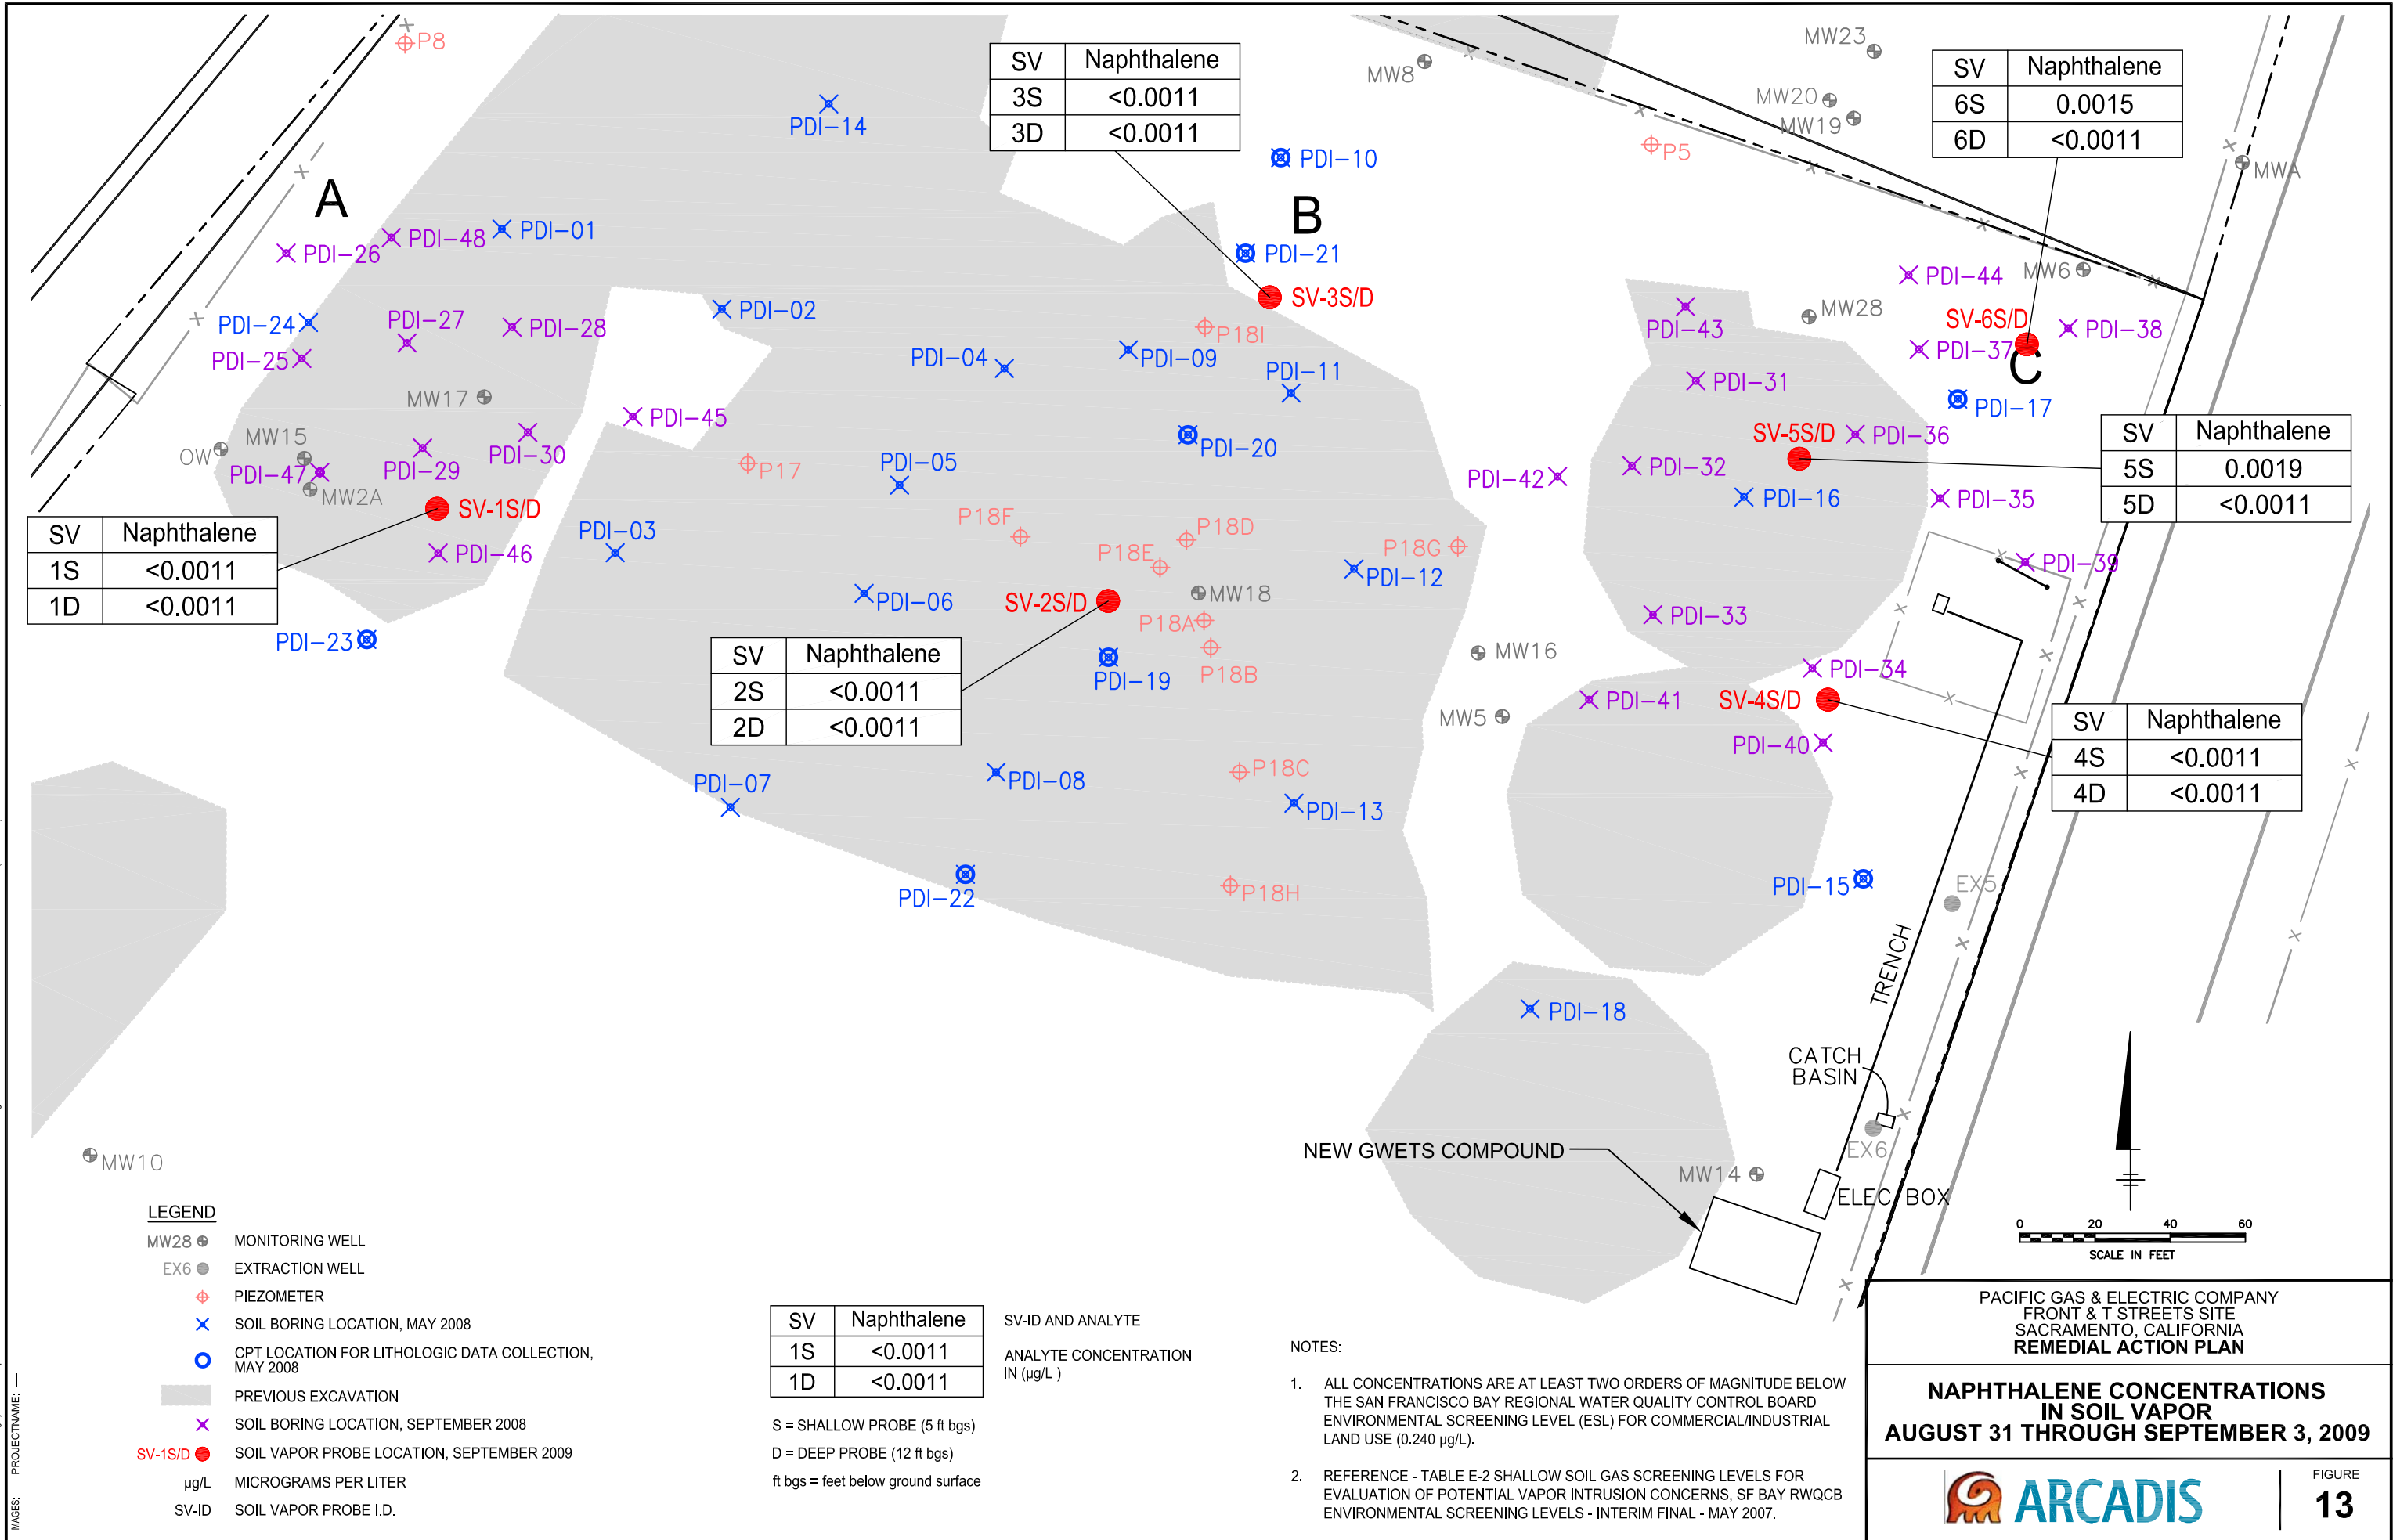 P8
SV Naphthalene
3S <0.0011
3D <0.0011
MW8
MW23
MW20
MW19
P5
SV Naphthalene
6S 0.0015
6D <0.0011
MWA
PDI-14
PDI-10
A
B
PDI-48
PDI-01
PDI-26
PDI-21
SV-3S/D
PDI-44
MW6
PDI-24
PDI-27
PDI-28
PDI-02
P18I
PDI-43
MW28
SV-6S/D
PDI-38
PDI-25
PDI-04
PDI-09
PDI-11
PDI-37
C
PDI-31
MW17
PDI-45
PDI-17
MW15
OW
PDI-47
PDI-29
PDI-30
MW2A
P17
PDI-05
PDI-20
PDI-42
PDI-32
SV-5S/D
PDI-36
PDI-16
PDI-35
SV Naphthalene
5S 0.0019
5D <0.0011
SV-1S/D
SV Naphthalene
1S <0.0011
1D <0.0011
PDI-46
PDI-03
P18F
P18D
P18E
P18G
PDI-12
PDI-39
PDI-06
SV-2S/D
MW18
P18A
P18B
PDI-33
PDI-23
SV Naphthalene
2S <0.0011
2D <0.0011
PDI-19
MW16
PDI-34
PDI-41
SV-4S/D
MW5
PDI-40
SV Naphthalene
4S <0.0011
4D <0.0011
PDI-07
PDI-08
P18C
PDI-13
PDI-22
P18H
PDI-15
EX5
TRENCH
PDI-18
CATCH
BASIN
EX6
NEW GWETS COMPOUND
MW14
ELEC BOX
MW10
0 20 40 60
SCALE IN FEET
LEGEND
MW28 MONITORING WELL
EX6 EXTRACTION WELL
PIEZOMETER
SOIL BORING LOCATION, MAY 2008
CPT LOCATION FOR LITHOLOGIC DATA COLLECTION,
MAY 2008
PREVIOUS EXCAVATION
SOIL BORING LOCATION, SEPTEMBER 2008
SV-1S/D SOIL VAPOR PROBE LOCATION, SEPTEMBER 2009
µg/L MICROGRAMS PER LITER
SV-ID SOIL VAPOR PROBE I.D.
SV Naphthalene
1S <0.0011
1D <0.0011
SV-ID AND ANALYTE
ANALYTE CONCENTRATION
IN (µg/L )
S = SHALLOW PROBE (5 ft bgs)
D = DEEP PROBE (12 ft bgs)
ft bgs = feet below ground surface
NOTES:
1. ALL CONCENTRATIONS ARE AT LEAST TWO ORDERS OF MAGNITUDE BELOW
THE SAN FRANCISCO BAY REGIONAL WATER QUALITY CONTROL BOARD
ENVIRONMENTAL SCREENING LEVEL (ESL) FOR COMMERCIAL/INDUSTRIAL
LAND USE (0.240 µg/L).
2. REFERENCE - TABLE E-2 SHALLOW SOIL GAS SCREENING LEVELS FOR
EVALUATION OF POTENTIAL VAPOR INTRUSION CONCERNS, SF BAY RWQCB
ENVIRONMENTAL SCREENING LEVELS - INTERIM FINAL - MAY 2007.
PACIFIC GAS & ELECTRIC COMPANY
FRONT & T STREETS SITE
SACRAMENTO, CALIFORNIA
REMEDIAL ACTION PLAN
NAPHTHALENE CONCENTRATIONS
IN SOIL VAPOR
AUGUST 31 THROUGH SEPTEMBER 3, 2009
ARCADIS
FIGURE
13
IMAGES: PROJECTNAME: ---